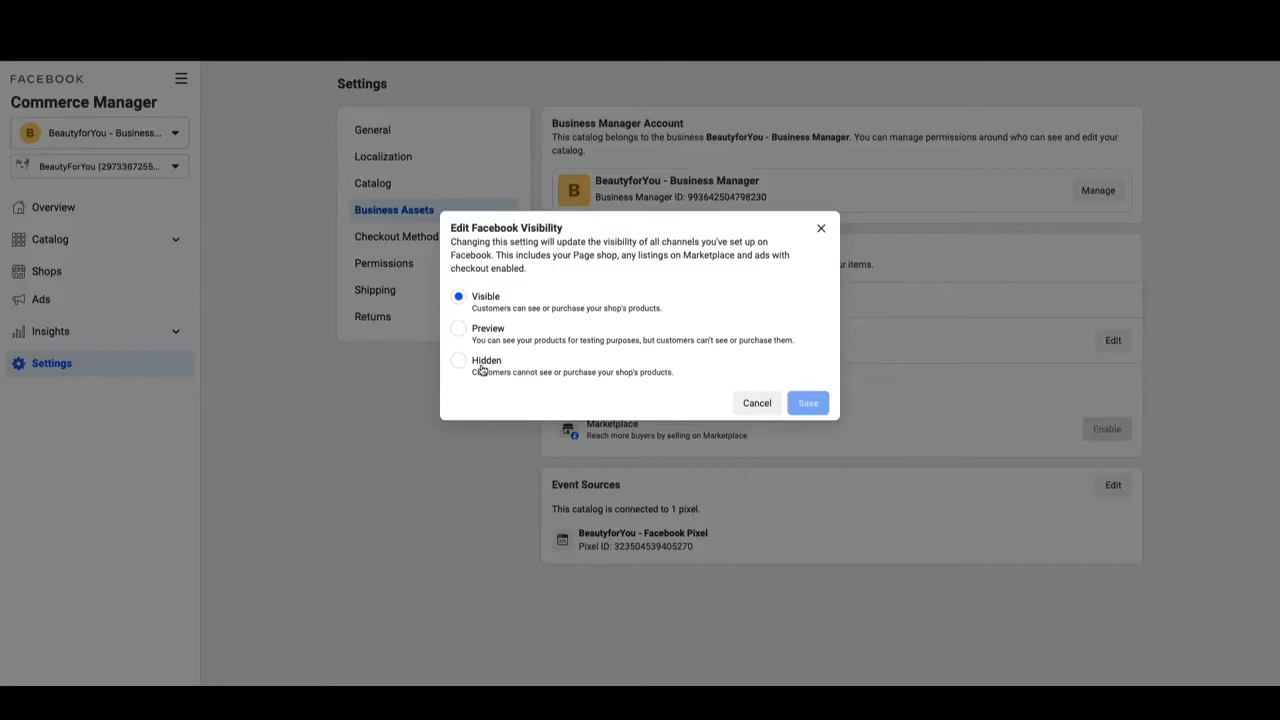 FACEBOOK
Commerce Manager
B
BeautyforYou - Business...
BeautyForYou (2973367255...
Overview
Catalog
Shops
Ads
Insights
Settings
Settings
General
Localization
Catalog
Business Assets
Checkout Method
Permissions
Shipping
Returns
Business Manager Account
This catalog belongs to the business BeautyforYou - Business Manager. You can manage permissions around who can see and edit your
catalog.
B
BeautyforYou - Business Manager
Business Manager ID: 993642504798230
Manage
Edit Facebook Visibility
Changing this setting will update the visibility of all channels you've set up on
Facebook. This includes your Page shop, any listings on Marketplace and ads with
checkout enabled.
Visible
Customers can see or purchase your shop's products.
Preview
You can see your products for testing purposes, but customers can't see or purchase them.
Hidden
Customers cannot see or purchase your shop's products.
Cancel
Save
ur items.
Edit
Marketplace
Reach more buyers by selling on Marketplace
Enable
Event Sources
Edit
This catalog is connected to 1 pixel.
BeautyforYou - Facebook Pixel
Pixel ID: 323504539405270